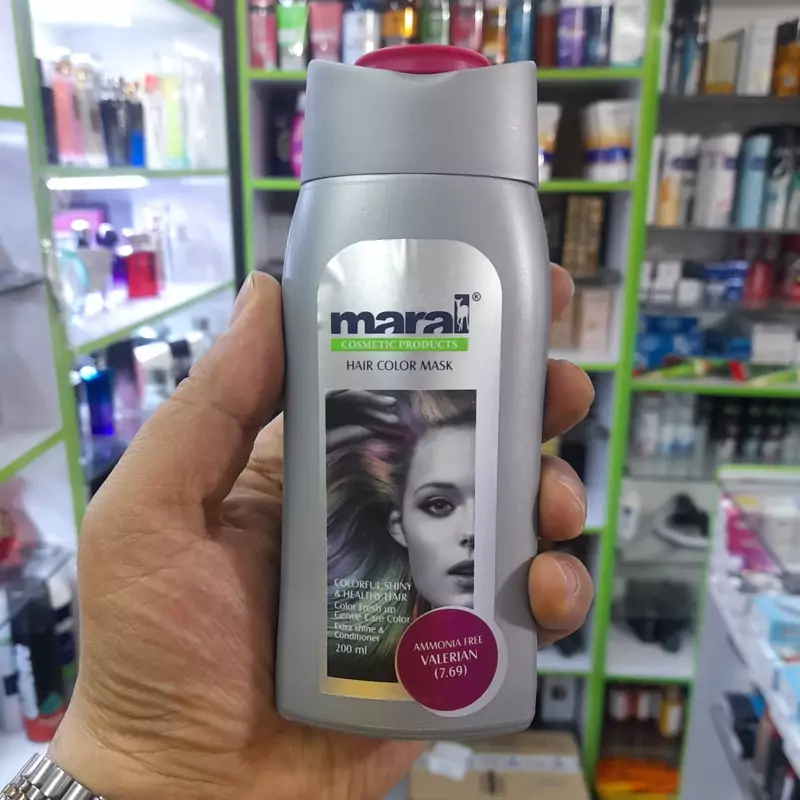 maral®
COSMETIC PRODUCTS
HAIR COLOR MASK
COLORFUL, SHINY
& HEALTHY HAIR
Color Fresh up
Gentle Care Color
Extra shine &
Conditioner
200 ml
AMMONIA FREE
VALERIAN
(7.69)